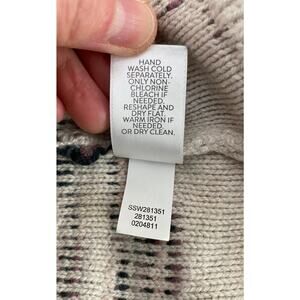 HAND
WASH COLD
SEPARATELY.
ONLY NON-
CHLORINE
BLEACH IF
NEEDED.
RESHAPE AND
DRY FLAT.
WARM IRON IF
NEEDED.
OR DRY CLEAN.
SSW281351
281351
0204811